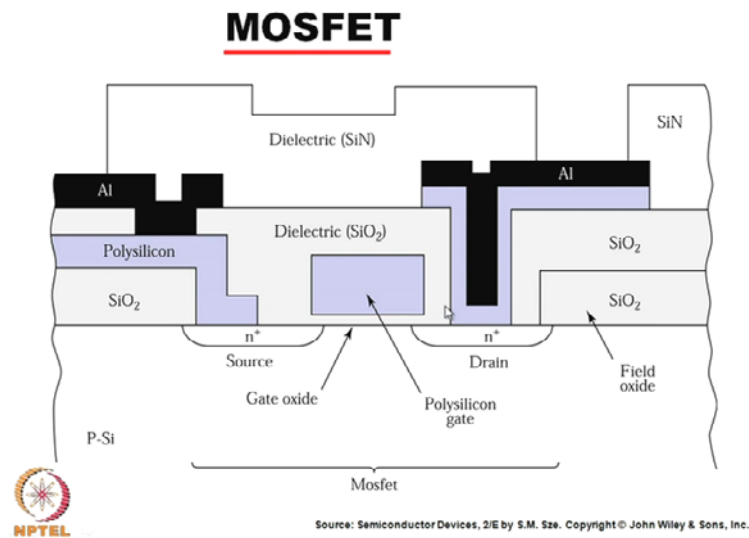 MOSFET
Dielectric (SiN)
SiN
Al
Al
Dielectric (SiO₂)
Polysilicon
SiO₂
SiO₂
SiO₂
n⁺
n⁺
Source
Drain
Gate oxide
Polysilicon
gate
Field
oxide
P-Si
Mosfet
NPTEL
Source: Semiconductor Devices, 2/E by S.M. Sze. Copyright © John Wiley & Sons, Inc.